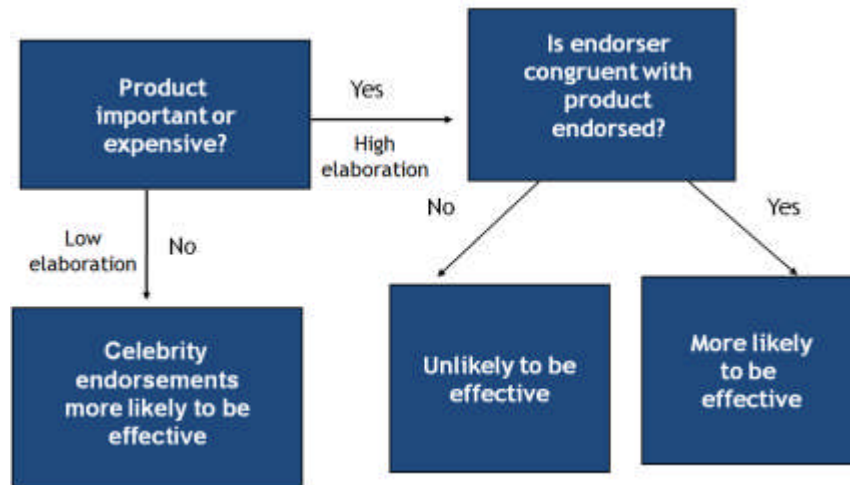 Product
important or
expensive?
Yes
High
elaboration
Is endorser
congruent with
product
endorsed?
No
Yes
Low
elaboration
No
Celebrity
endorsements
more likely to be
effective
Unlikely to be
effective
More likely
to be
effective